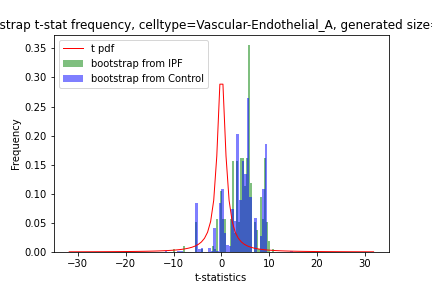 strap t-stat frequency, celltype=Vascular-Endothelial_A, generated size=
t pdf
bootstrap from IPF
bootstrap from Control
Frequency
0.35
0.30
0.25
0.20
0.15
0.10
0.05
0.00
−30 −20 −10 0 10 20 30
t-statistics